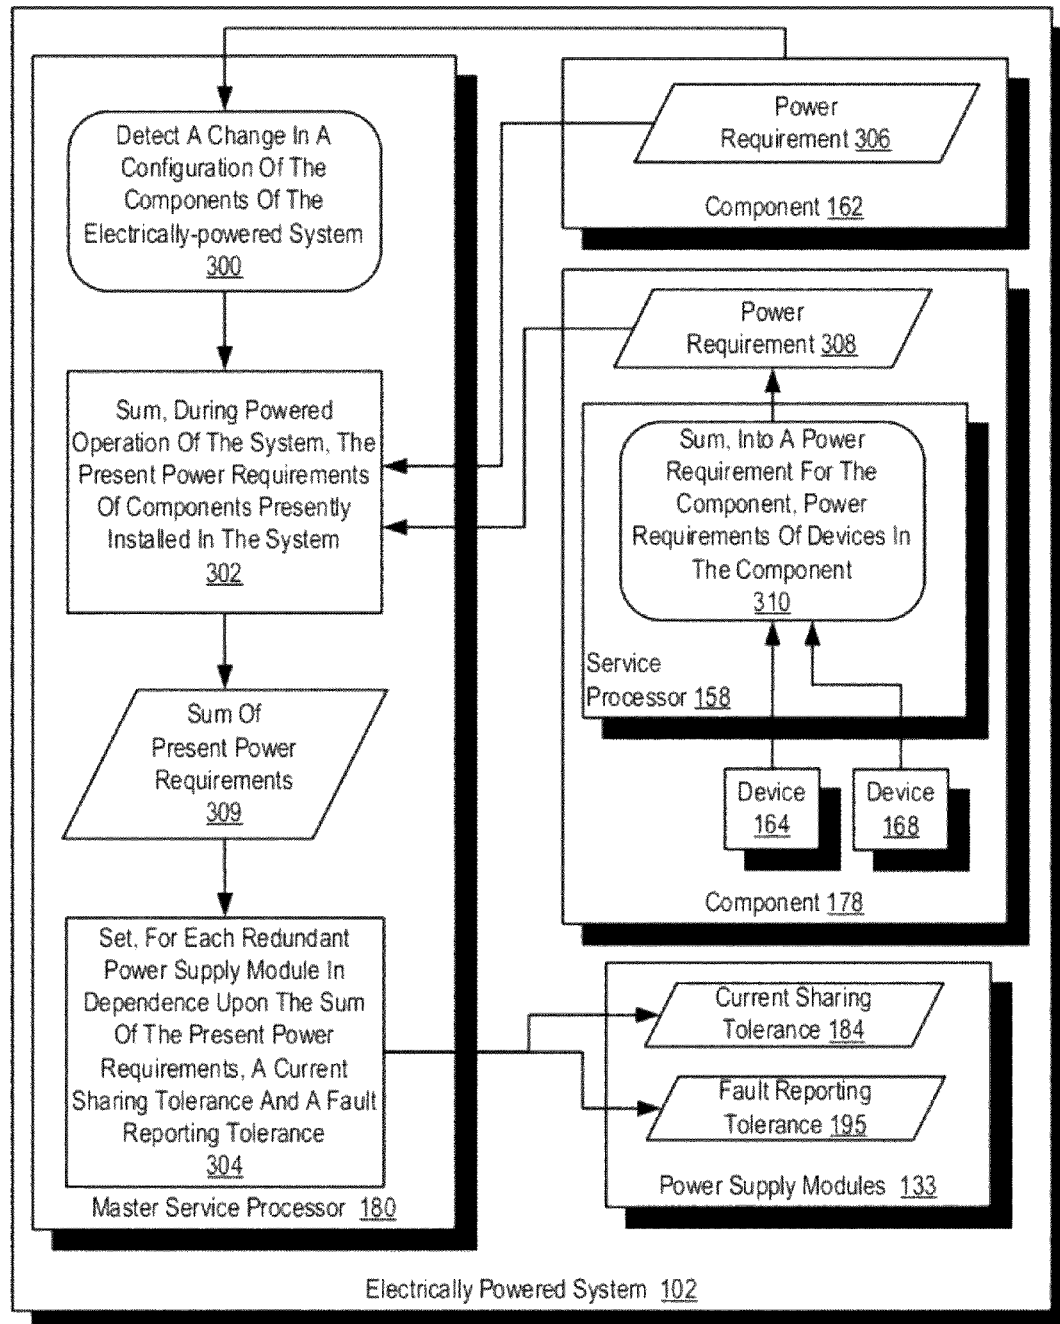 Detect A Change In A
Configuration Of The
Components Of The
Electrically-powered System
300
Sum, During Powered
Operation Of The System, The
Present Power Requirements
Of Components Presently
Installed In The System
302
Sum Of
Present Power
Requirements
309
Set, For Each Redundant
Power Supply Module In
Dependence Upon The Sum
Of The Present Power
Requirements, A Current
Sharing Tolerance And A Fault
Reporting Tolerance
304
Master Service Processor 180
Power
Requirement 306
Component 162
Power
Requirement 308
Sum, Into A Power
Requirement For The
Component, Power
Requirements Of Devices In
The Component
310
Service
Processor 158
Device
164
Device
168
Component 178
Current Sharing
Tolerance 184
Fault Reporting
Tolerance 195
Power Supply Modules 133
Electrically Powered System 102